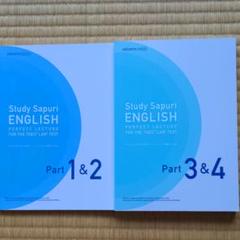 Study Sapuri
ENGLISH
PERFECT LECTURE
FOR THE TOEIC L&R TEST
Part 1&2
Study Sapuri
ENGLISH
PERFECT LECTURE
FOR THE TOEIC L&R TEST
Part 3&4